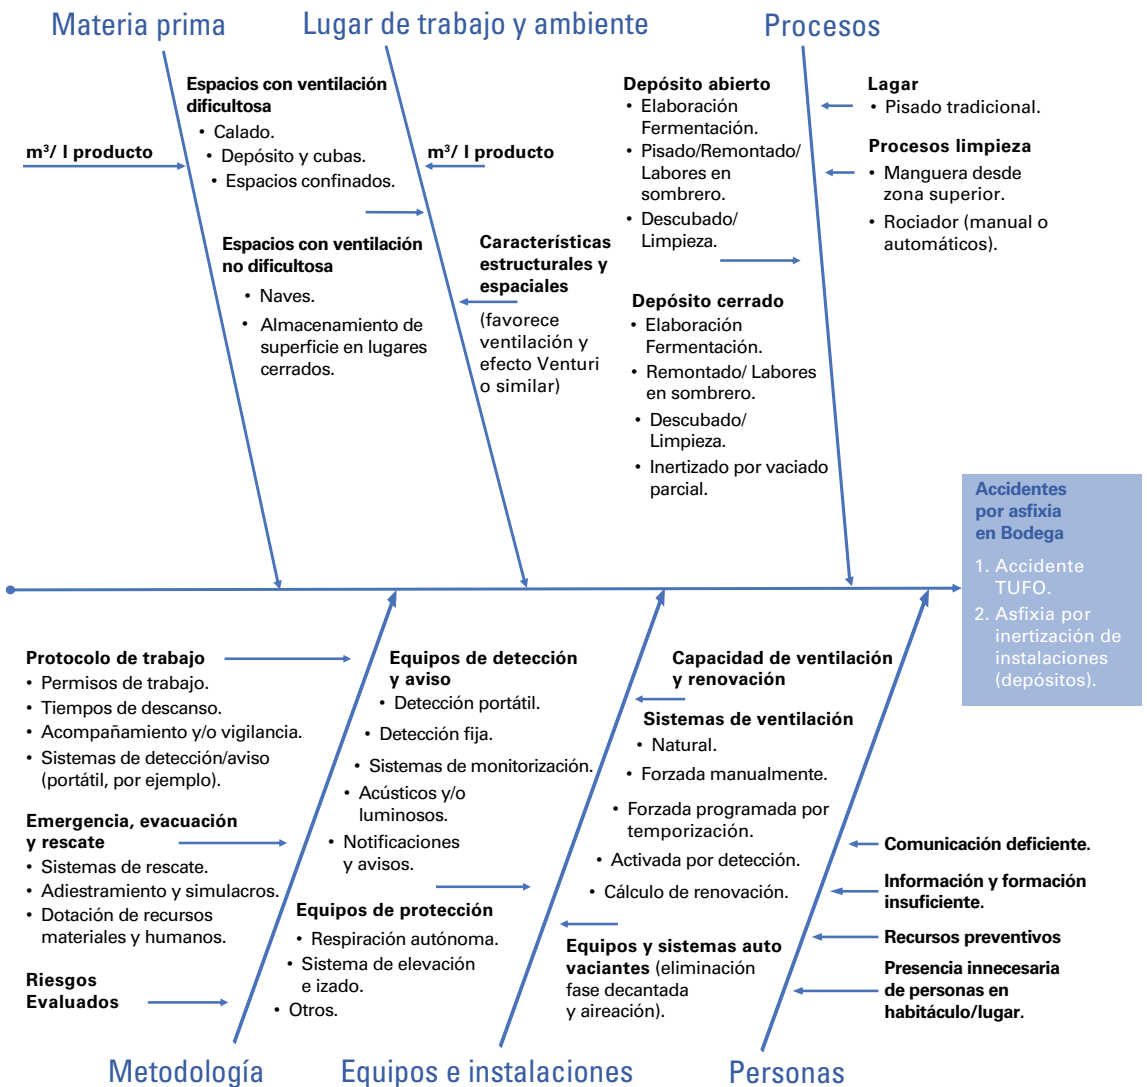 Materia prima
Lugar de trabajo y ambiente
Procesos
m³/ l producto
Espacios con ventilación
dificultosa
• Calado.
• Depósito y cubas.
• Espacios confinados.
Espacios con ventilación
no dificultosa
• Naves.
• Almacenamiento de
superficie en lugares
cerrados.
m³/ l producto
Características
estructurales y
espaciales
(favorece
ventilación y
efecto Venturi
o similar)
Depósito abierto
• Elaboración
Fermentación.
• Pisado/Remontado/
Labores en
sombrero.
• Descubado/
Limpieza.
Depósito cerrado
• Elaboración
Fermentación.
• Remontado/ Labores
en sombrero.
• Descubado/
Limpieza.
• Inertizado por vaciado
parcial.
Lagar
• Pisado tradicional.
Procesos limpieza
• Manguera desde
zona superior.
• Rociador (manual o
automáticos).
Accidentes
por asfixia
en Bodega
1. Accidente
TUFO.
2. Asfixia por
inertización de
instalaciones
(depósitos).
Protocolo de trabajo
• Permisos de trabajo.
• Tiempos de descanso.
• Acompañamiento y/o vigilancia.
• Sistemas de detección/aviso
(portátil, por ejemplo).
Emergencia, evacuación
y rescate
• Sistemas de rescate.
• Adiestramiento y simulacros.
• Dotación de recursos
materiales y humanos.
Riesgos
Evaluados
Equipos de detección
y aviso
• Detección portátil.
• Detección fija.
• Sistemas de monitorización.
• Acústicos y/o
luminosos.
• Notificaciones
y avisos.
Equipos de protección
• Respiración autónoma.
• Sistema de elevación
e izado.
• Otros.
Capacidad de ventilación
y renovación
Sistemas de ventilación
• Natural.
• Forzada manualmente.
• Forzada programada por
temporización.
• Activada por detección.
• Cálculo de renovación.
Equipos y sistemas auto
vaciantes (eliminación
fase decantada
y aireación).
Comunicación deficiente.
Información y formación
insuficiente.
Recursos preventivos
Presencia innecesaria
de personas en
habitáculo/lugar.
Metodología
Equipos e instalaciones
Personas